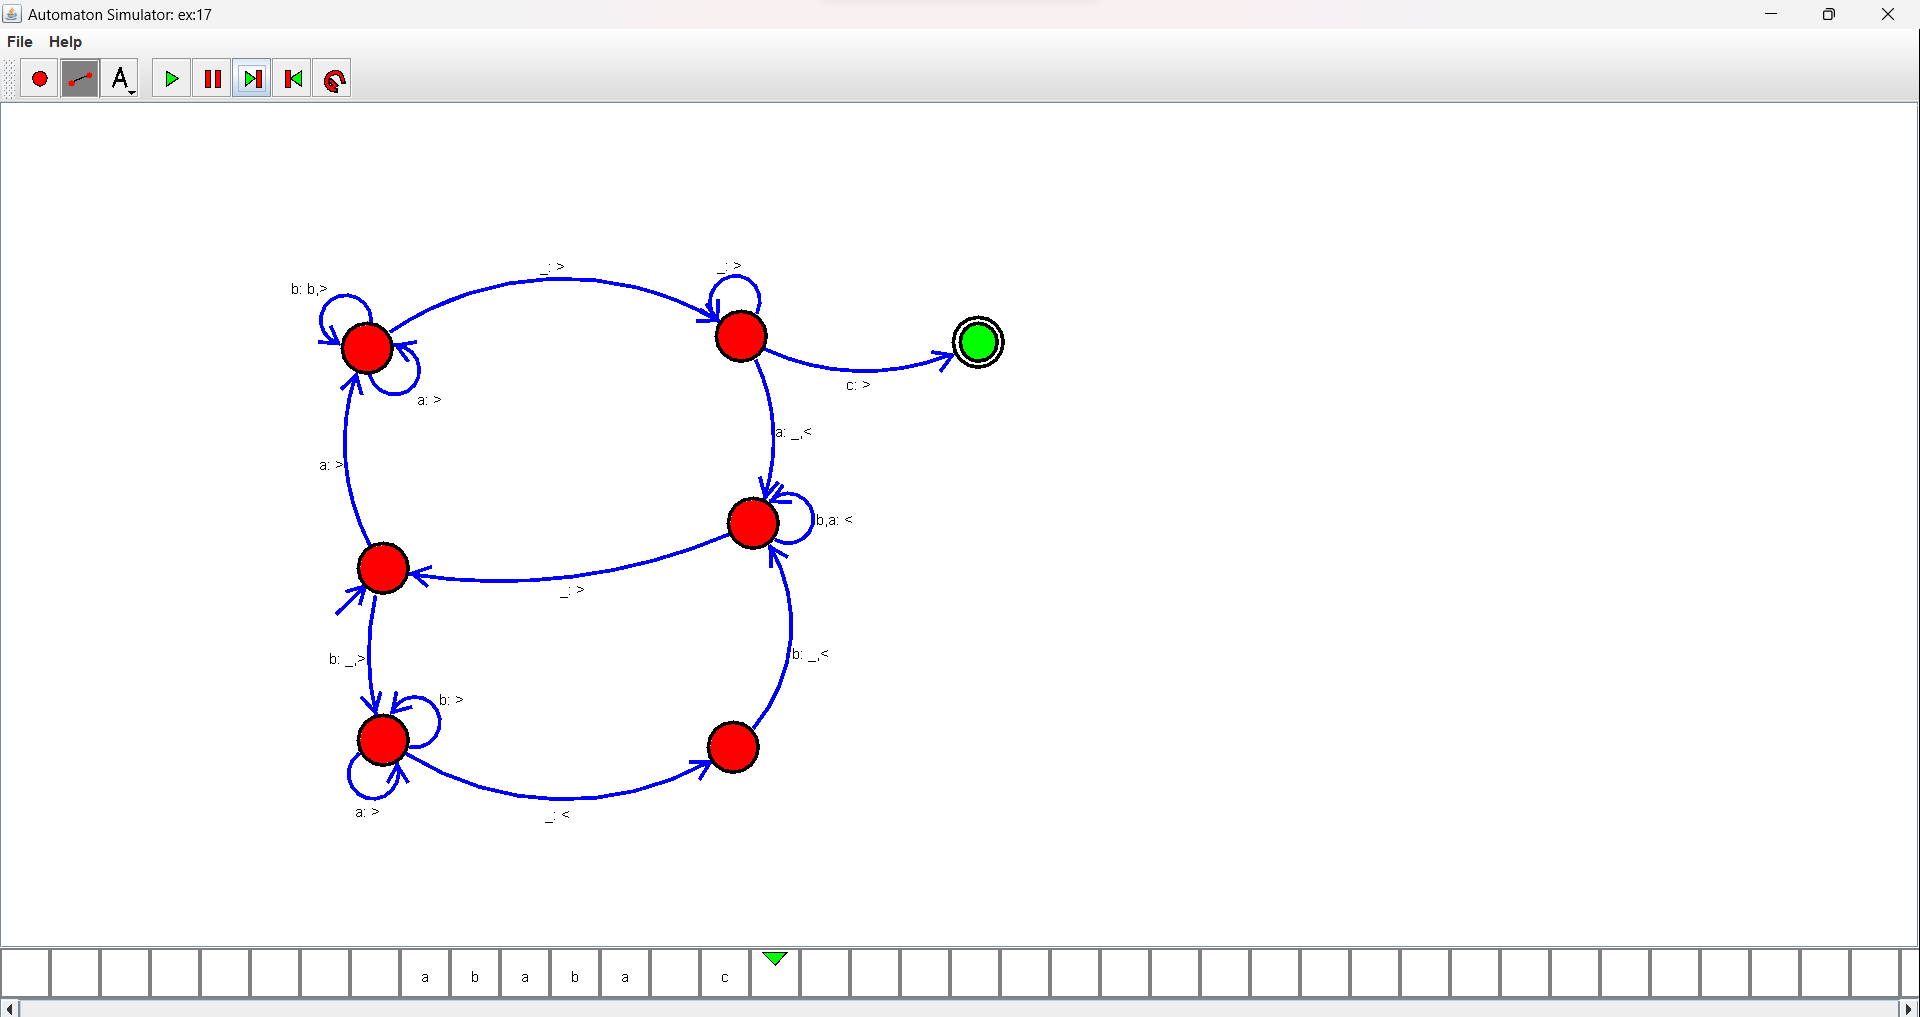 Automaton Simulator: ex:17
File Help
A
_: >
_: >
b: b,>
c: >
a: >
a: _,<
a: >
b,a: <
_: >
b: _,<
b: _,>
b: >
a: >
_: <
a b a b a c